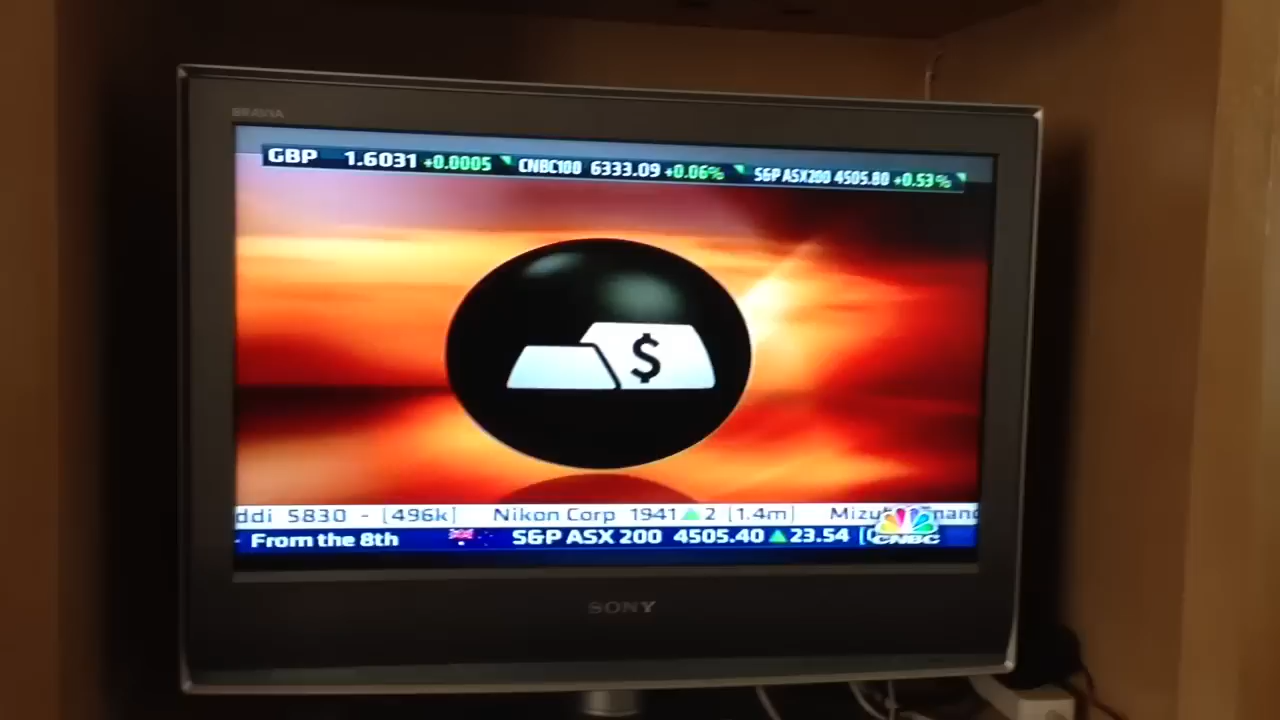 BRAVIA
GBP 1.6031 +0.0005 CNBC100 6333.09 +0.06% S&P ASX200 4505.80 +0.53%
$
ddi 5830 - [496k] Nikon Corp 1941 ▲ 2 [1.4m]
- From the 8th S&P ASX 200 4505.40 ▲ 23.54 [
CNBC
SONY